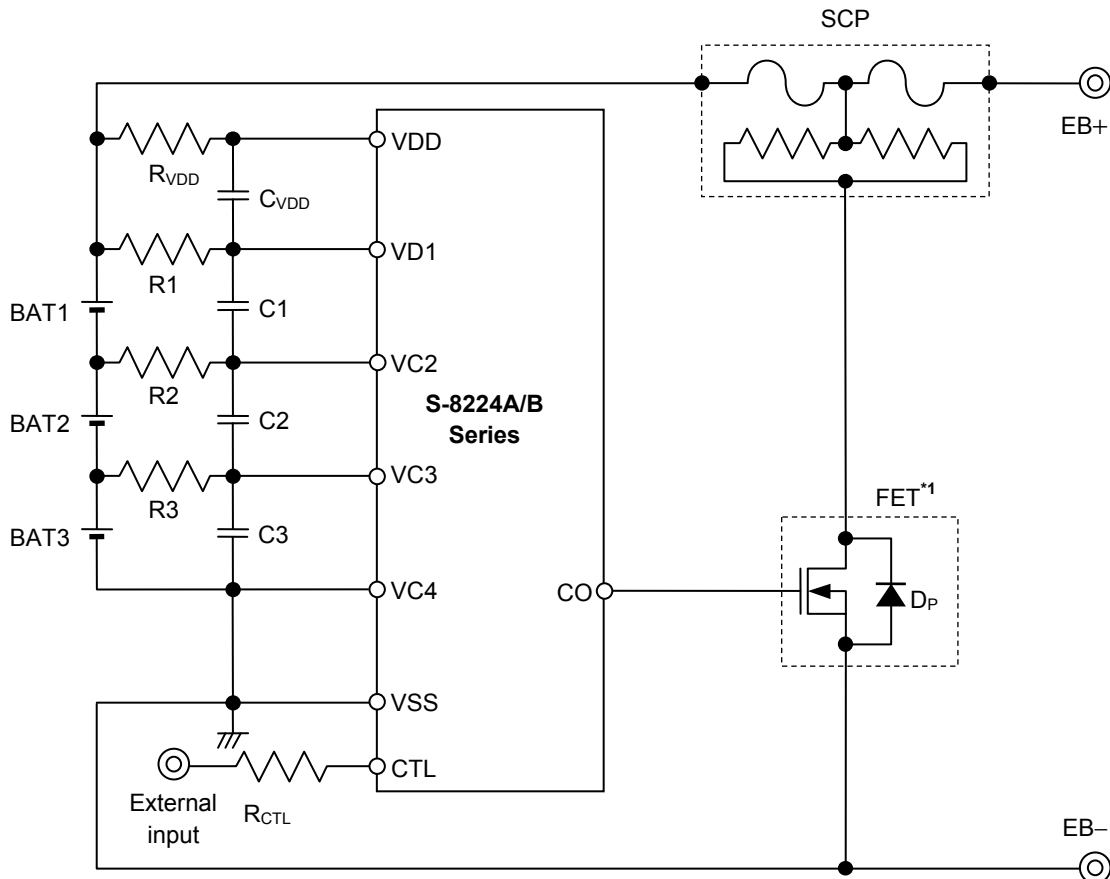 SCP
EB+
VDD
RVDD
CVDD
VD1
R1
C1
BAT1
VC2
R2
C2
BAT2
S-8224A/B
Series
VC3
R3
C3
BAT3
FET*1
VC4
CO
DP
VSS
CTL
External
input
RCTL
EB−